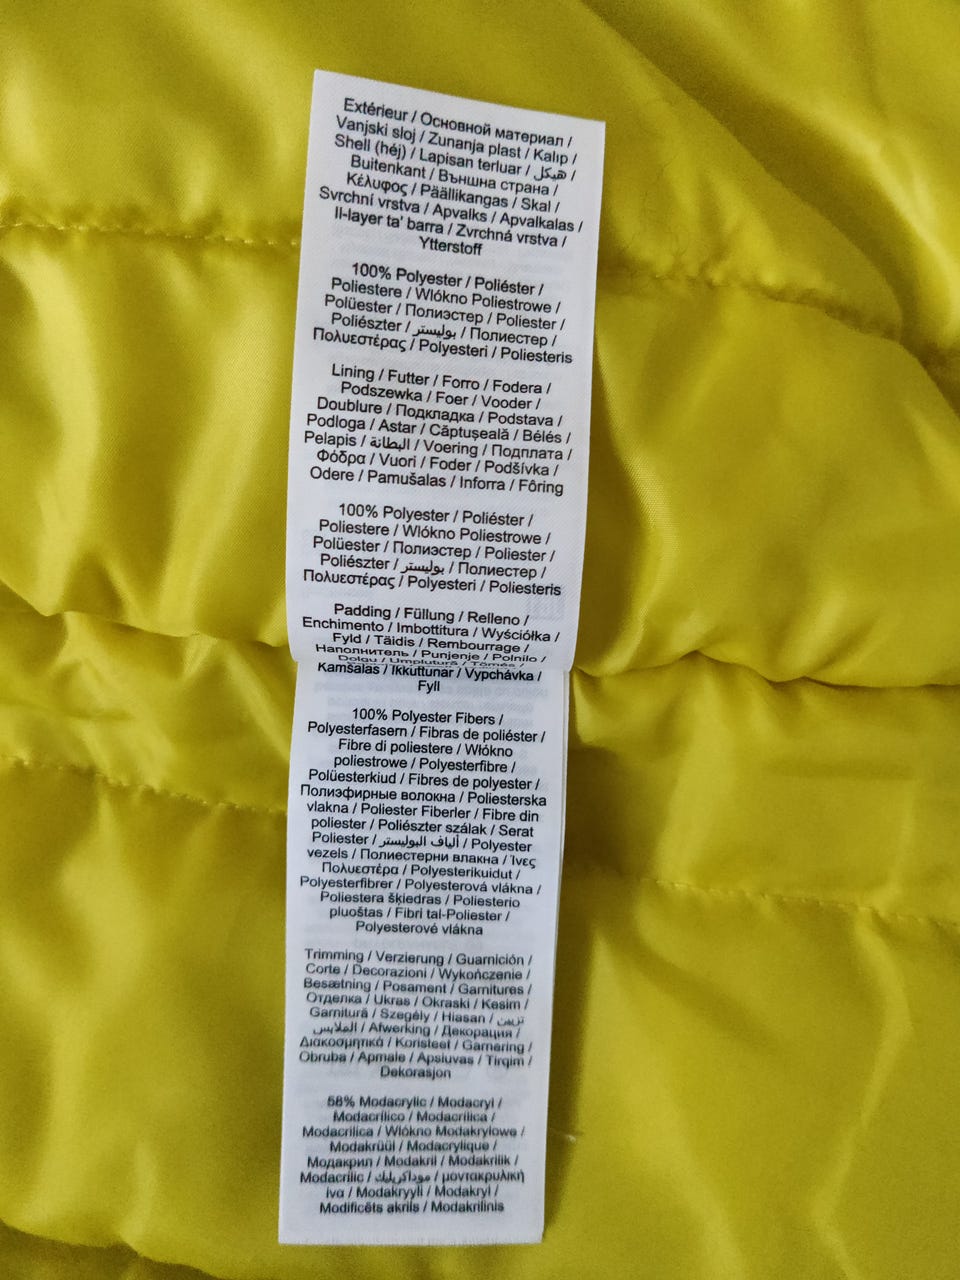 Extérieur / Основной материал /
Vanjski sloj / Zunanja plast / Kalıp /
Shell (héj) / Lapisan terluar / هيكل /
Buitenkant / Външна страна /
Κέλυφος / Päällikangas / Skal /
Svrchní vrstva / Apvalks / Apvalkalas /
Il-layer ta' barra / Zvrchná vrstva /
Ytterstoff
100% Polyester / Poliéster /
Poliestere / Wlókno Poliestrowe /
Polüester / Полиэстер / Poliester /
Poliészter / بوليستر / Полиестер /
Πολυεστέρας / Polyesteri / Poliesteris
Lining / Futter / Forro / Fodera /
Podszewka / Foer / Vooder /
Doublure / Подкладка / Podstava /
Podloga / Astar / Căptușeală / Bélés /
Pelapis / البطانة / Voering / Подплата /
Φόδρα / Vuori / Foder / Podšívka /
Odere / Pamušalas / Inforra / Fôring
100% Polyester / Poliéster /
Poliestere / Wlókno Poliestrowe /
Polüester / Полиэстер / Poliester /
Poliészter / بوليستر / Полиестер /
Πολυεστέρας / Polyesteri / Poliesteris
Padding / Füllung / Relleno /
Enchimento / Imbottitura / Wyściółka /
Fyld / Täidis / Rembourrage /
Наполнитель / Punjenje / Polnilo /
Dolgu / Umplutură / Tömés /
Kamšalas / Ikkuttunar / Vypchávka /
Fyll
100% Polyester Fibers /
Polyesterfasern / Fibras de poliéster /
Fibre di poliestere / Włókno
poliestrowe / Polyesterfibre /
Polüesterkiud / Fibres de polyester /
Полиэфирные волокна / Poliesterska
vlakna / Poliester Fiberler / Fibre din
poliester / Poliészter szálak / Serat
Poliester / ألياف البوليستر / Polyester
vezels / Полиестерни влакна / Ίνες
Πολυεστέρα / Polyesterikuidut /
Polyesterfibrer / Polyesterová vlákna /
Poliestera šķiedras / Poliesterio
pluoštas / Fibri tal-Poliester /
Polyesterové vlákna
Trimming / Verzierung / Guarnición /
Corte / Decorazioni / Wykończenie /
Besætning / Posament / Garnitures /
Отделка / Ukras / Okraski / Kesim /
Garnitură / Szegély / Hiasan / تزيين
الملابس / Afwerking / Декорация /
Διακοσμητικά / Koristeet / Garnering /
Obruba / Apmale / Apsiuvas / Tirqim /
Dekorasjon
58% Modacrylic / Modacryl /
Modacrílico / Modacrílica /
Modacrilica / Wlókno Modakrylowe /
Modakrüül / Modacrylique /
Модакрил / Modakril / Modakrilik /
Modacrilic / موداكريليك / μοντακρυλική
ίνα / Modakryyli / Modakryl /
Modificēts akrils / Modakrilinis